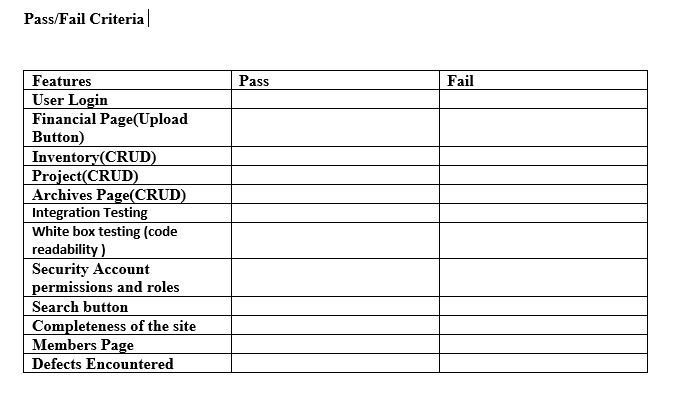 Pass/Fail Criteria
Features Pass Fail
User Login
Financial Page(Upload
Button)
Inventory(CRUD)
Project(CRUD)
Archives Page(CRUD)
Integration Testing
White box testing (code
readability )
Security Account
permissions and roles
Search button
Completeness of the site
Members Page
Defects Encountered